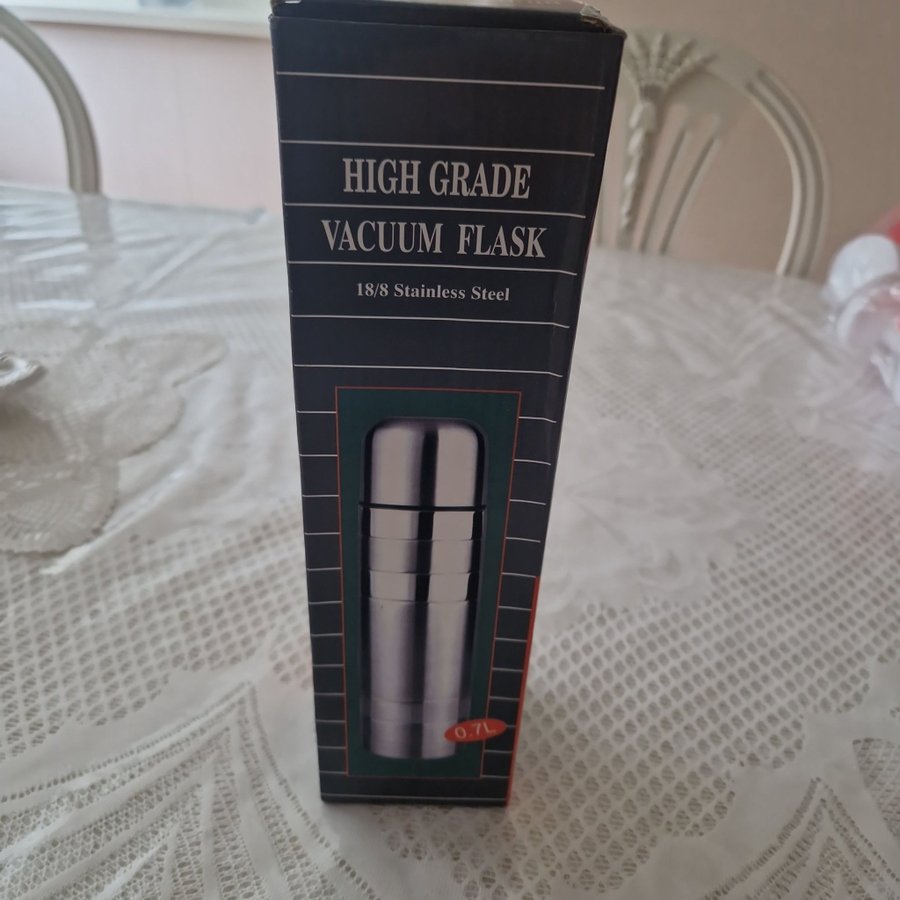 HIGH GRADE
VACUUM FLASK
18/8 Stainless Steel
0.7L